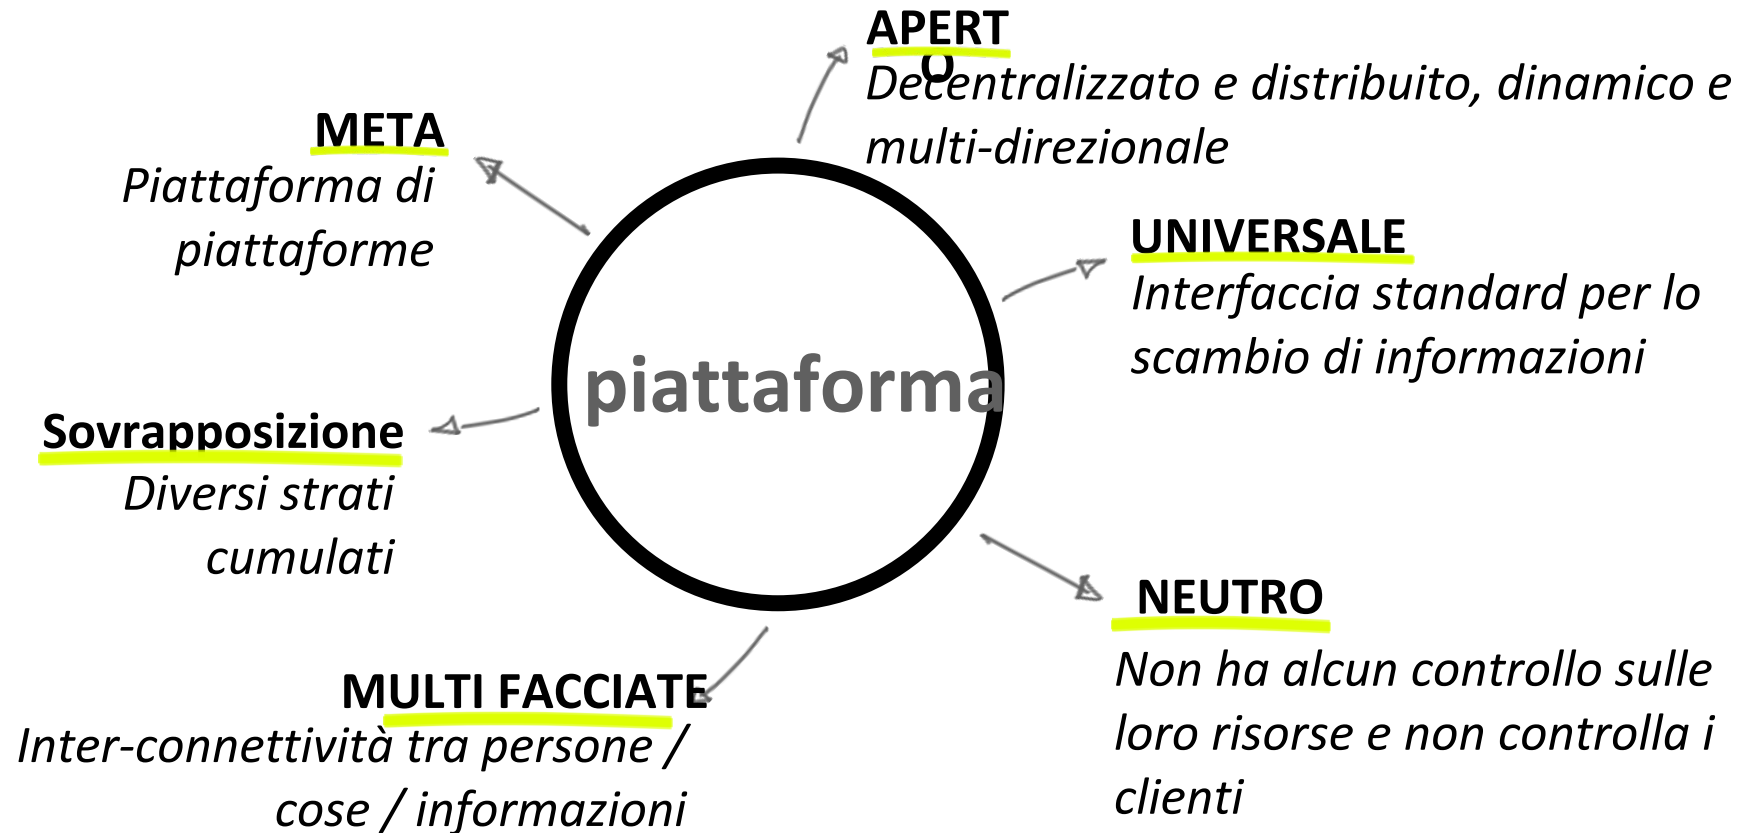 APERT
O
Decentralizzato e distribuito, dinamico e
multi-direzionale
META
Piattaforma di
piattaforme
UNIVERSALE
Interfaccia standard per lo
scambio di informazioni
piattaforma
Sovrapposizione
Diversi strati
cumulati
NEUTRO
Non ha alcun controllo sulle
loro risorse e non controlla i
clienti
MULTI FACCIATE
Inter-connettività tra persone /
cose / informazioni